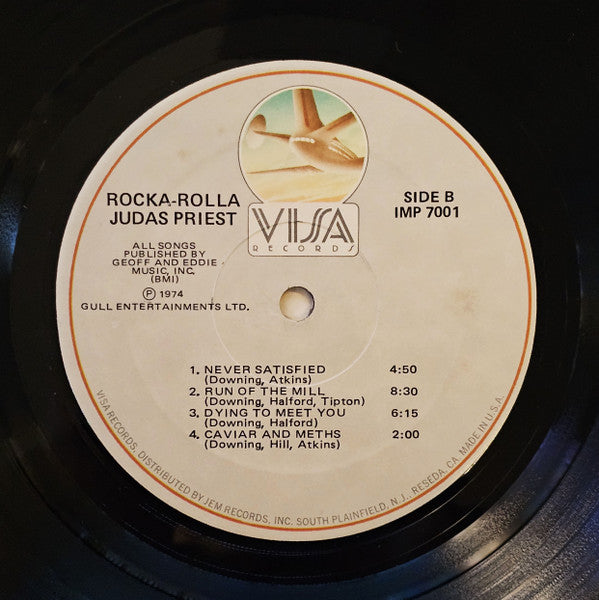 ROCKA-ROLLA
JUDAS PRIEST
VISA
RECORDS
SIDE B
IMP 7001
ALL SONGS
PUBLISHED BY
GEOFF AND EDDIE
MUSIC, INC.
(BMI)
Ⓟ 1974
GULL ENTERTAINMENTS LTD.
1. NEVER SATISFIED 4:50
(Downing, Atkins)
2. RUN OF THE MILL 8:30
(Downing, Halford, Tipton)
3. DYING TO MEET YOU 6:15
(Downing, Halford)
4. CAVIAR AND METHS 2:00
(Downing, Hill, Atkins)
VISA RECORDS, DISTRIBUTED BY JEM RECORDS, INC. SOUTH PLAINFIELD, N.J., RESEDA, CA. MADE IN U.S.A.